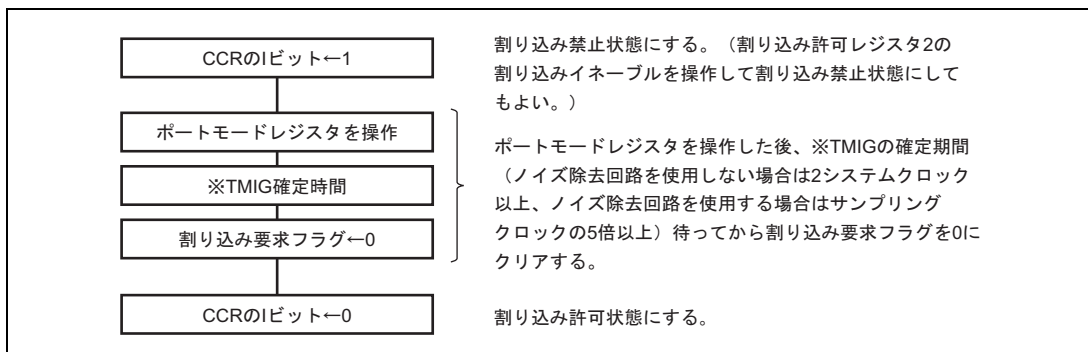 CCRのIビット←1
割り込み禁止状態にする。（割り込み許可レジスタ2の
割り込みイネーブルを操作して割り込み禁止状態にして
もよい。）
ポートモードレジスタを操作
※TMIG確定時間
割り込み要求フラグ←0
ポートモードレジスタを操作した後、※TMIGの確定期間
（ノイズ除去回路を使用しない場合は2システムクロック
以上、ノイズ除去回路を使用する場合はサンプリング
クロックの5倍以上）待ってから割り込み要求フラグを0に
クリアする。
CCRのIビット←0
割り込み許可状態にする。